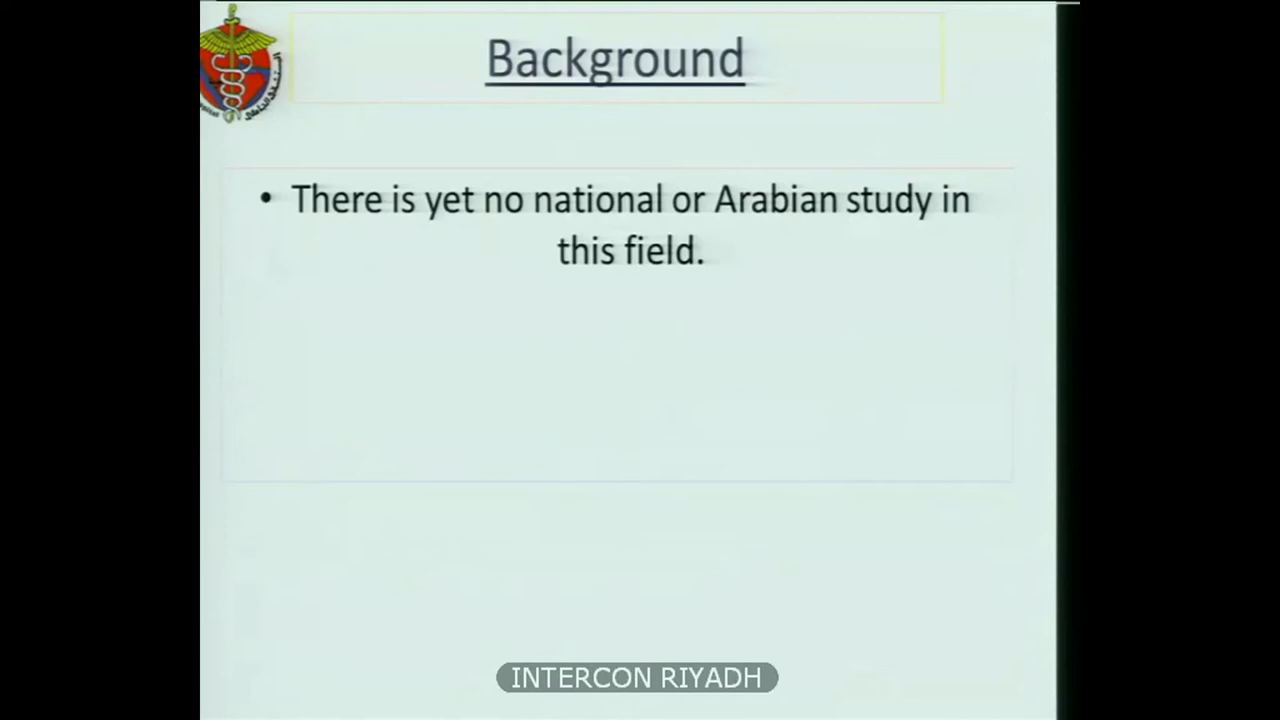 Background
• There is yet no national or Arabian study in
this field.
INTERCON RIYADH